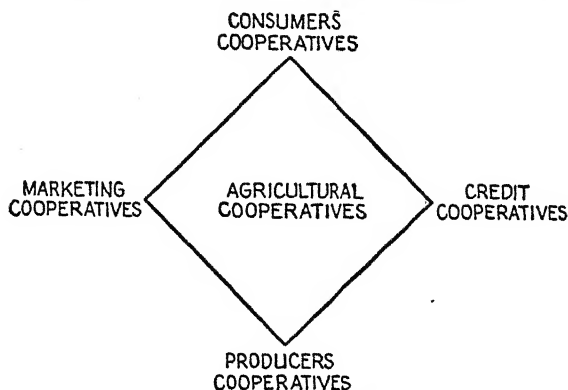 CONSUMERS
COOPERATIVES
MARKETING
COOPERATIVES
AGRICULTURAL
COOPERATIVES
CREDIT
COOPERATIVES
PRODUCERS
COOPERATIVES